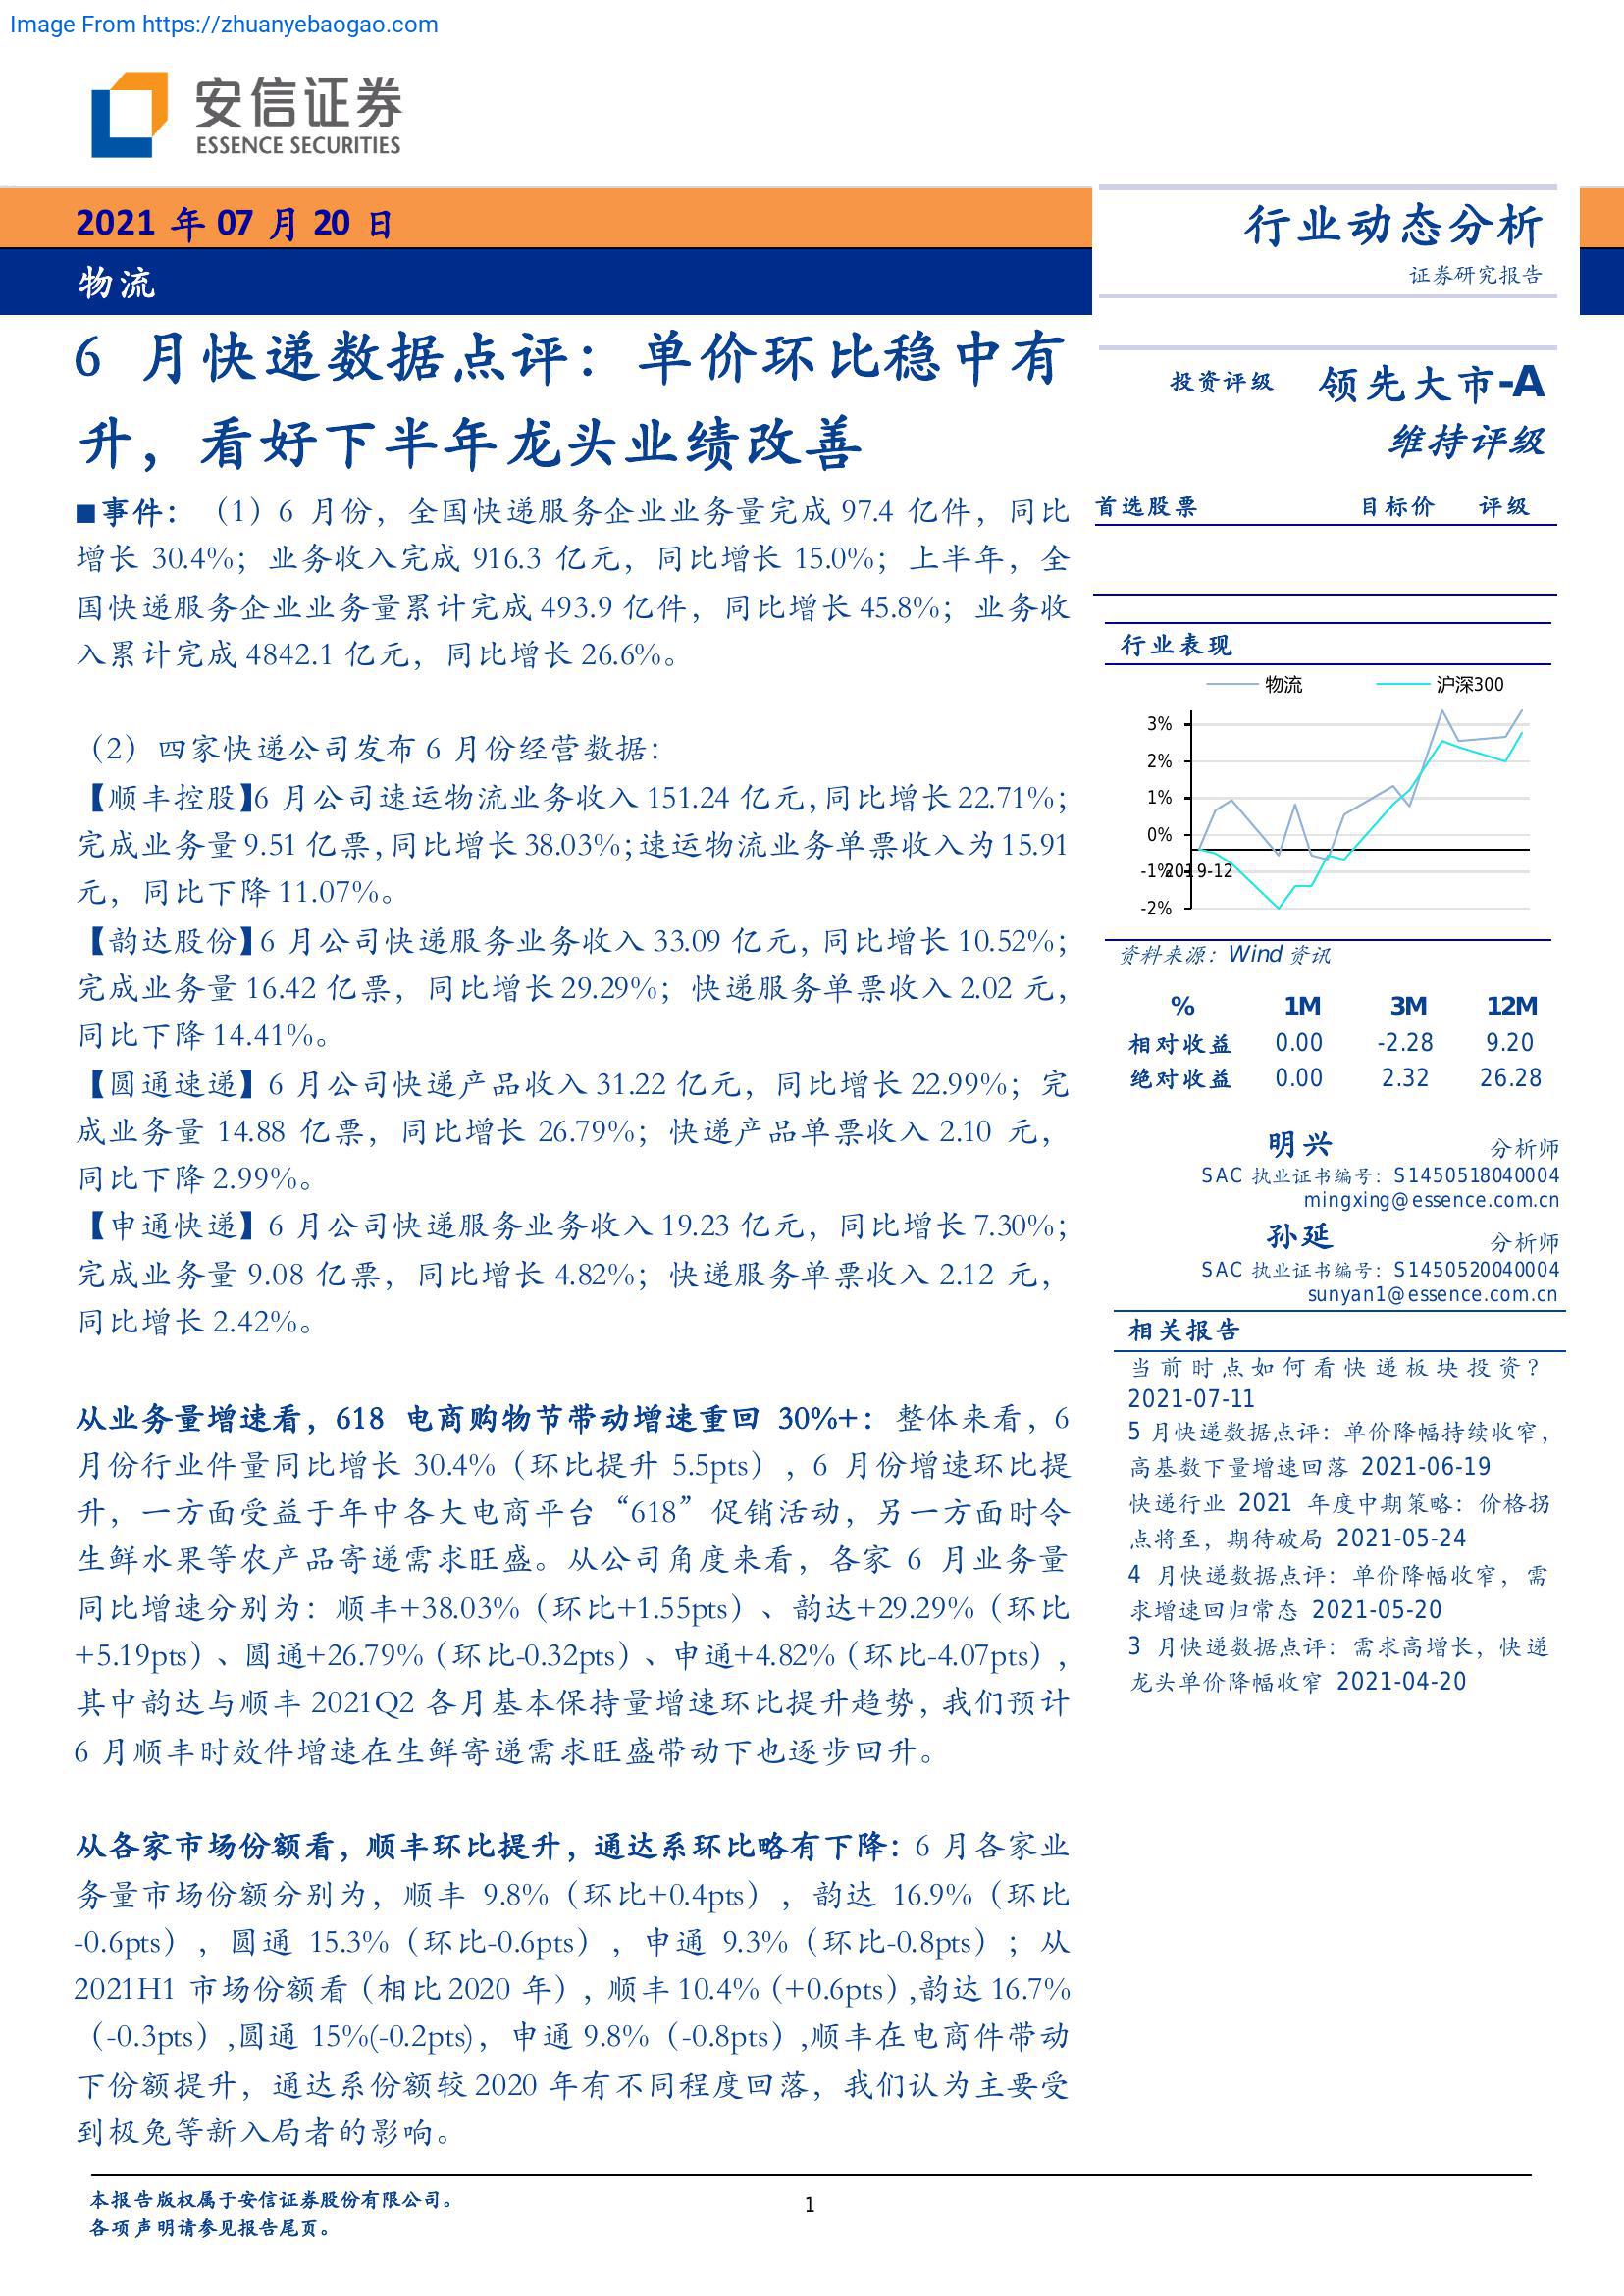 Image From https://zhuanyebaogao.com
安信证券
ESSENCE SECURITIES
2021 年 07 月 20 日
物流
行业动态分析
证券研究报告
6 月快递数据点评：单价环比稳中有
升，看好下半年龙头业绩改善
■事件：（1）6 月份，全国快递服务企业业务量完成 97.4 亿件，同比
增长 30.4%；业务收入完成 916.3 亿元，同比增长 15.0%；上半年，全
国快递服务企业业务量累计完成 493.9 亿件，同比增长 45.8%；业务收
入累计完成 4842.1 亿元，同比增长 26.6%。
（2）四家快递公司发布 6 月份经营数据：
【顺丰控股】6 月公司速运物流业务收入 151.24 亿元，同比增长 22.71%；
完成业务量 9.51 亿票，同比增长 38.03%；速运物流业务单票收入为 15.91
元，同比下降 11.07%。
【韵达股份】6 月公司快递服务业务收入 33.09 亿元，同比增长 10.52%；
完成业务量 16.42 亿票，同比增长 29.29%；快递服务单票收入 2.02 元，
同比下降 14.41%。
【圆通速递】6 月公司快递产品收入 31.22 亿元，同比增长 22.99%；完
成业务量 14.88 亿票，同比增长 26.79%；快递产品单票收入 2.10 元，
同比下降 2.99%。
【申通快递】6 月公司快递服务业务收入 19.23 亿元，同比增长 7.30%；
完成业务量 9.08 亿票，同比增长 4.82%；快递服务单票收入 2.12 元，
同比增长 2.42%。
从业务量增速看，618 电商购物节带动增速重回 30%+：整体来看，6
月份行业件量同比增长 30.4%（环比提升 5.5pts），6 月份增速环比提
升，一方面受益于年中各大电商平台“618”促销活动，另一方面时令
生鲜水果等农产品寄递需求旺盛。从公司角度来看，各家 6 月业务量
同比增速分别为：顺丰+38.03%（环比+1.55pts）、韵达+29.29%（环比
+5.19pts）、圆通+26.79%（环比-0.32pts）、申通+4.82%（环比-4.07pts），
其中韵达与顺丰 2021Q2 各月基本保持量增速环比提升趋势，我们预计
6 月顺丰时效件增速在生鲜寄递需求旺盛带动下也逐步回升。
从各家市场份额看，顺丰环比提升，通达系环比略有下降：6 月各家业
务量市场份额分别为，顺丰 9.8%（环比+0.4pts），韵达 16.9%（环比
-0.6pts），圆通 15.3%（环比-0.6pts），申通 9.3%（环比-0.8pts）；从
2021H1 市场份额看（相比 2020 年），顺丰 10.4%（+0.6pts）,韵达 16.7%
（-0.3pts）,圆通 15%(-0.2pts)，申通 9.8%（-0.8pts）,顺丰在电商件带动
下份额提升，通达系份额较 2020 年有不同程度回落，我们认为主要受
到极兔等新入局者的影响。
投资评级 领先大市-A
维持评级
首选股票 目标价 评级
行业表现
物流 沪深300
3%
2%
1%
0%
-1%
2019-12
-2%
资料来源：Wind 资讯
% 1M 3M 12M
相对收益 0.00 -2.28 9.20
绝对收益 0.00 2.32 26.28
明兴 分析师
SAC 执业证书编号：S1450518040004
mingxing@essence.com.cn
孙延 分析师
SAC 执业证书编号：S1450520040004
sunyan1@essence.com.cn
相关报告
当前时点如何看快递板块投资？
2021-07-11
5 月快递数据点评：单价降幅持续收窄，
高基数下量增速回落 2021-06-19
快递行业 2021 年度中期策略：价格拐
点将至，期待破局 2021-05-24
4 月快递数据点评：单价降幅收窄，需
求增速回归常态 2021-05-20
3 月快递数据点评：需求高增长，快递
龙头单价降幅收窄 2021-04-20
本报告版权属于安信证券股份有限公司。
各项声明请参见报告尾页。
1